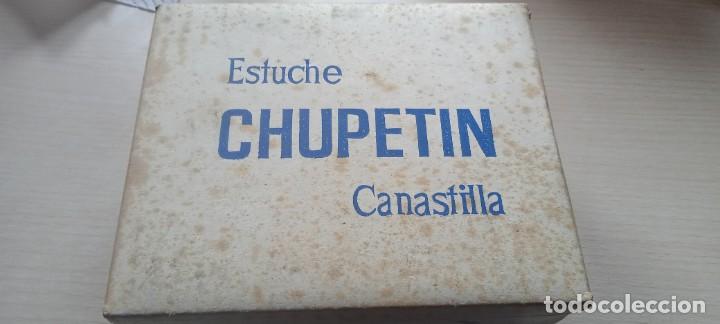 Estuche
CHUPETIN
Canastilla
todocoleccion